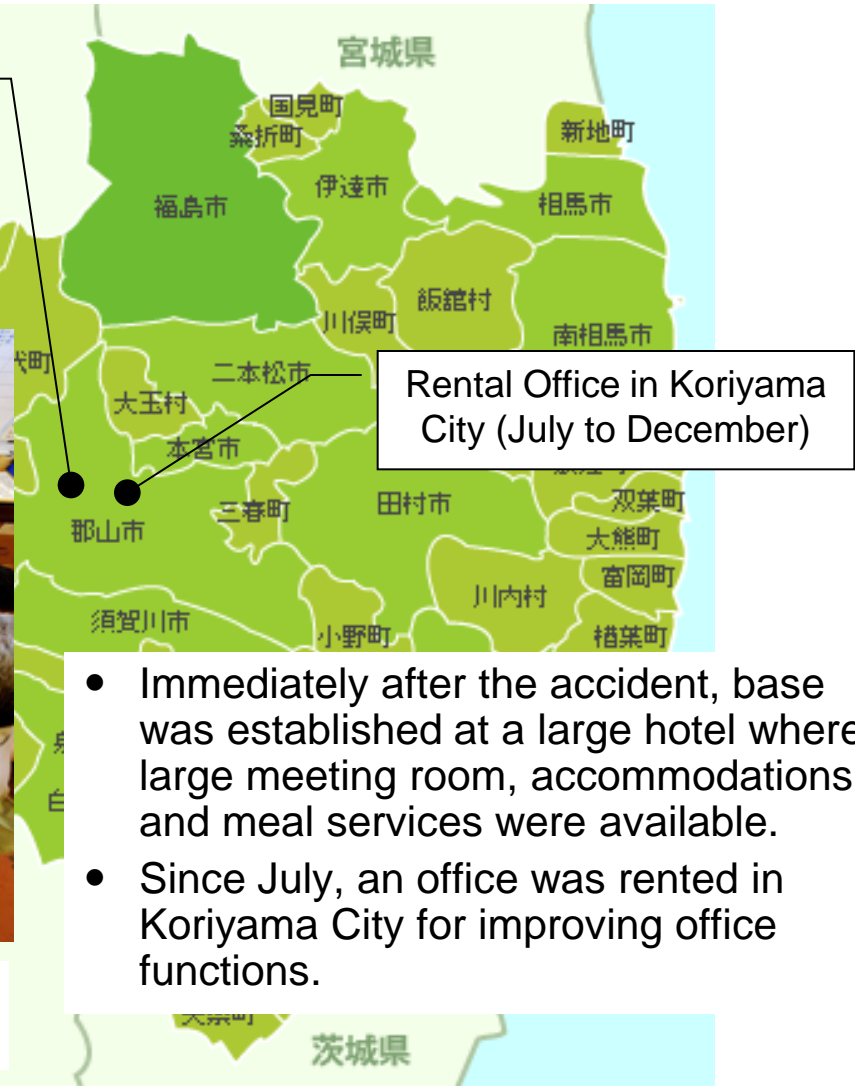 宮城県
国見町
桑折町
新地町
伊達市
福島市
相馬市
飯舘村
川俣町
南相馬市
代町
二本松市
Rental Office in Koriyama
City (July to December)
大玉村
本宮市
三春町
田村市
双葉町
大熊町
郡山市
富岡町
川内村
須賀川市
小野町
楢葉町
• Immediately after the accident, base
was established at a large hotel where
large meeting room, accommodations
and meal services were available.
• Since July, an office was rented in
Koriyama City for improving office
functions.
茨城県